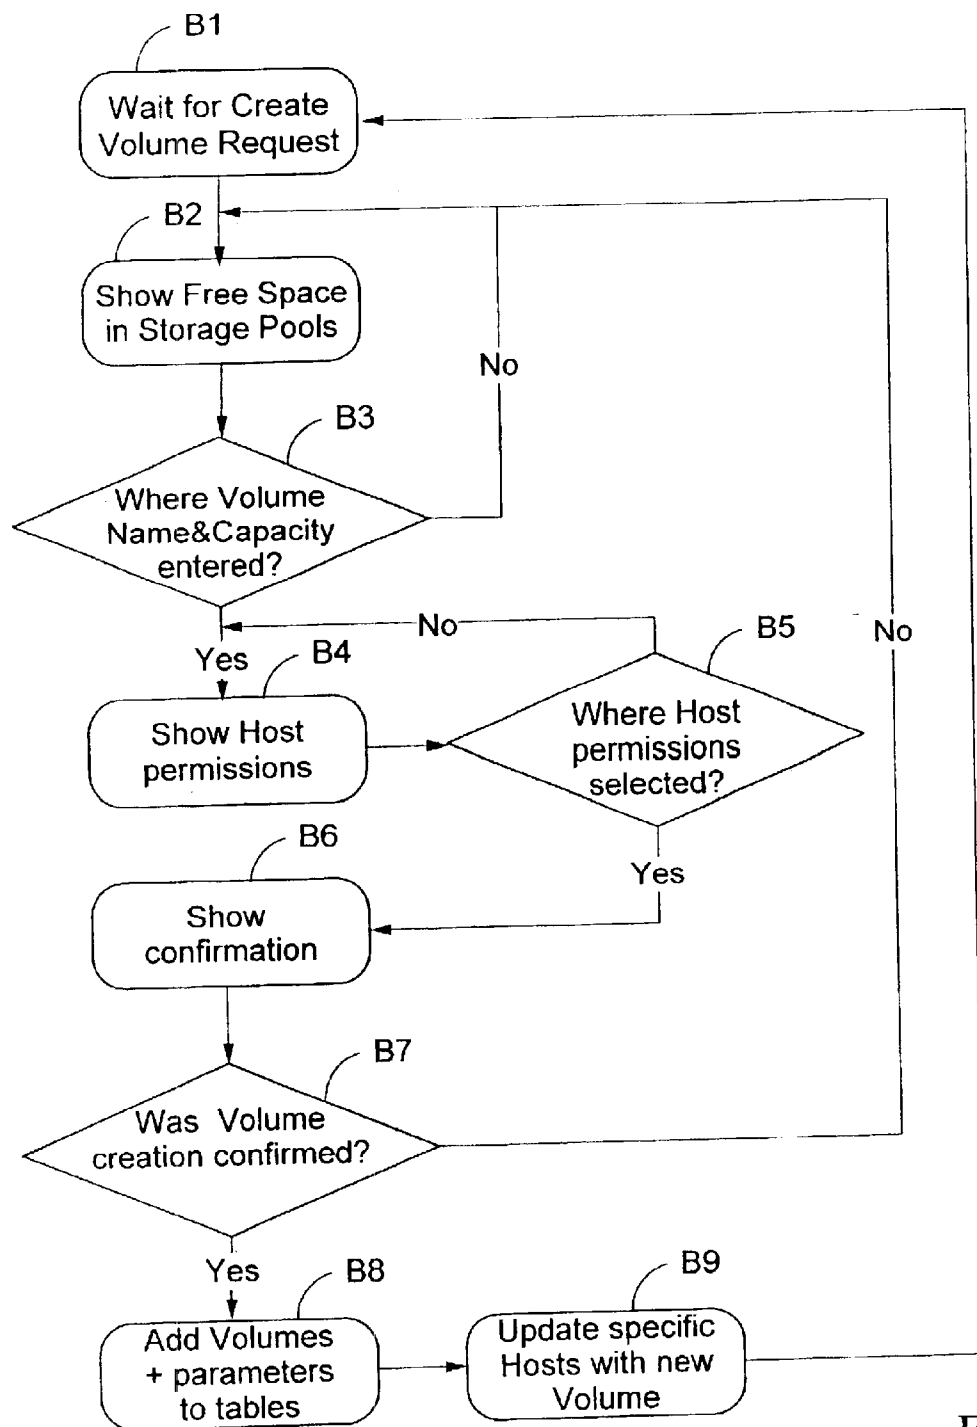 B1
Wait for Create
Volume Request
B2
Show Free Space
in Storage Pools
No
B3
Where Volume
Name&Capacity
entered?
No
B5
No
Yes
B4
Show Host
permissions
Where Host
permissions
selected?
B6
Yes
Show
confirmation
B7
Was Volume
creation confirmed?
Yes
B8
B9
Add Volumes
+ parameters
to tables
Update specific
Hosts with new
Volume